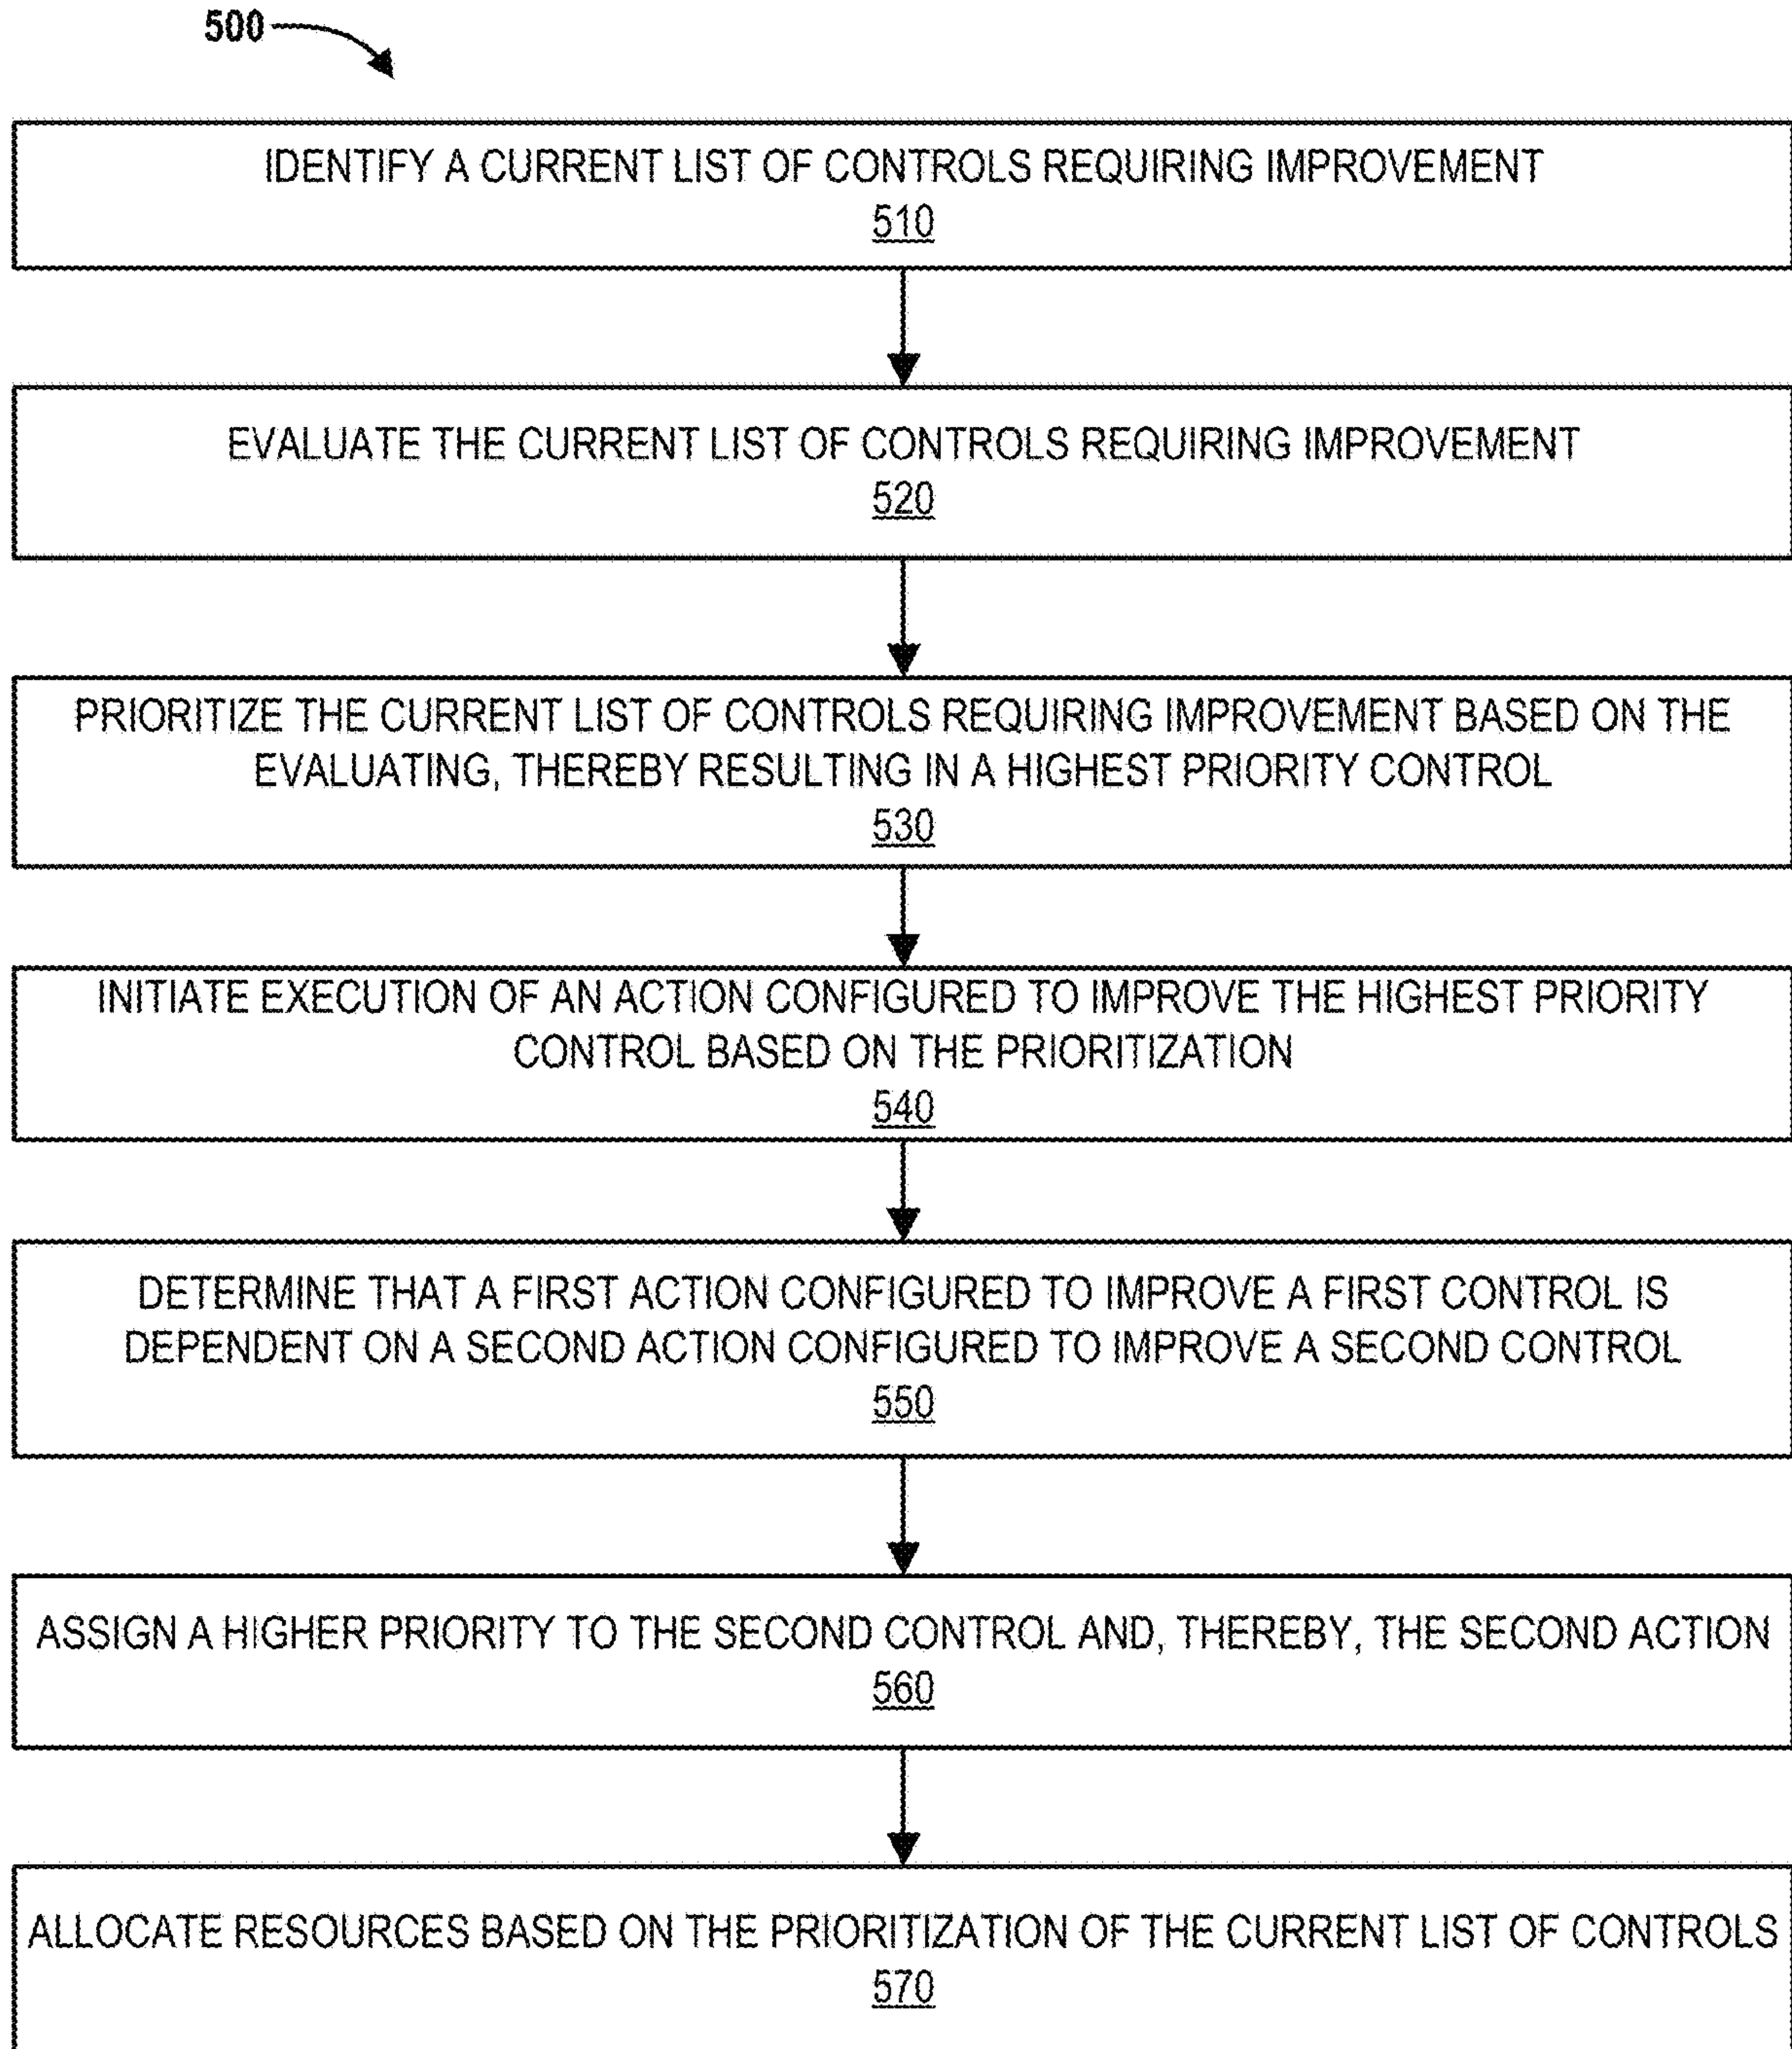 500
IDENTIFY A CURRENT LIST OF CONTROLS REQUIRING IMPROVEMENT
510
EVALUATE THE CURRENT LIST OF CONTROLS REQUIRING IMPROVEMENT
520
PRIORITIZE THE CURRENT LIST OF CONTROLS REQUIRING IMPROVEMENT BASED ON THE
EVALUATING, THEREBY RESULTING IN A HIGHEST PRIORITY CONTROL
530
INITIATE EXECUTION OF AN ACTION CONFIGURED TO IMPROVE THE HIGHEST PRIORITY
CONTROL BASED ON THE PRIORITIZATION
540
DETERMINE THAT A FIRST ACTION CONFIGURED TO IMPROVE A FIRST CONTROL IS
DEPENDENT ON A SECOND ACTION CONFIGURED TO IMPROVE A SECOND CONTROL
550
ASSIGN A HIGHER PRIORITY TO THE SECOND CONTROL AND, THEREBY, THE SECOND ACTION
560
ALLOCATE RESOURCES BASED ON THE PRIORITIZATION OF THE CURRENT LIST OF CONTROLS
570